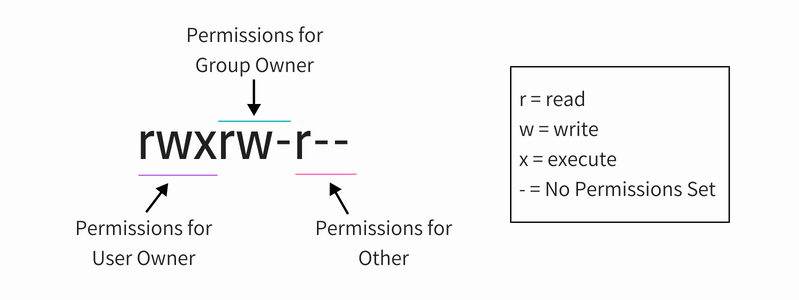 Permissions for
Group Owner
rwxrw-r--
Permissions for
User Owner
Permissions for
Other
r = read
w = write
x = execute
- = No Permissions Set